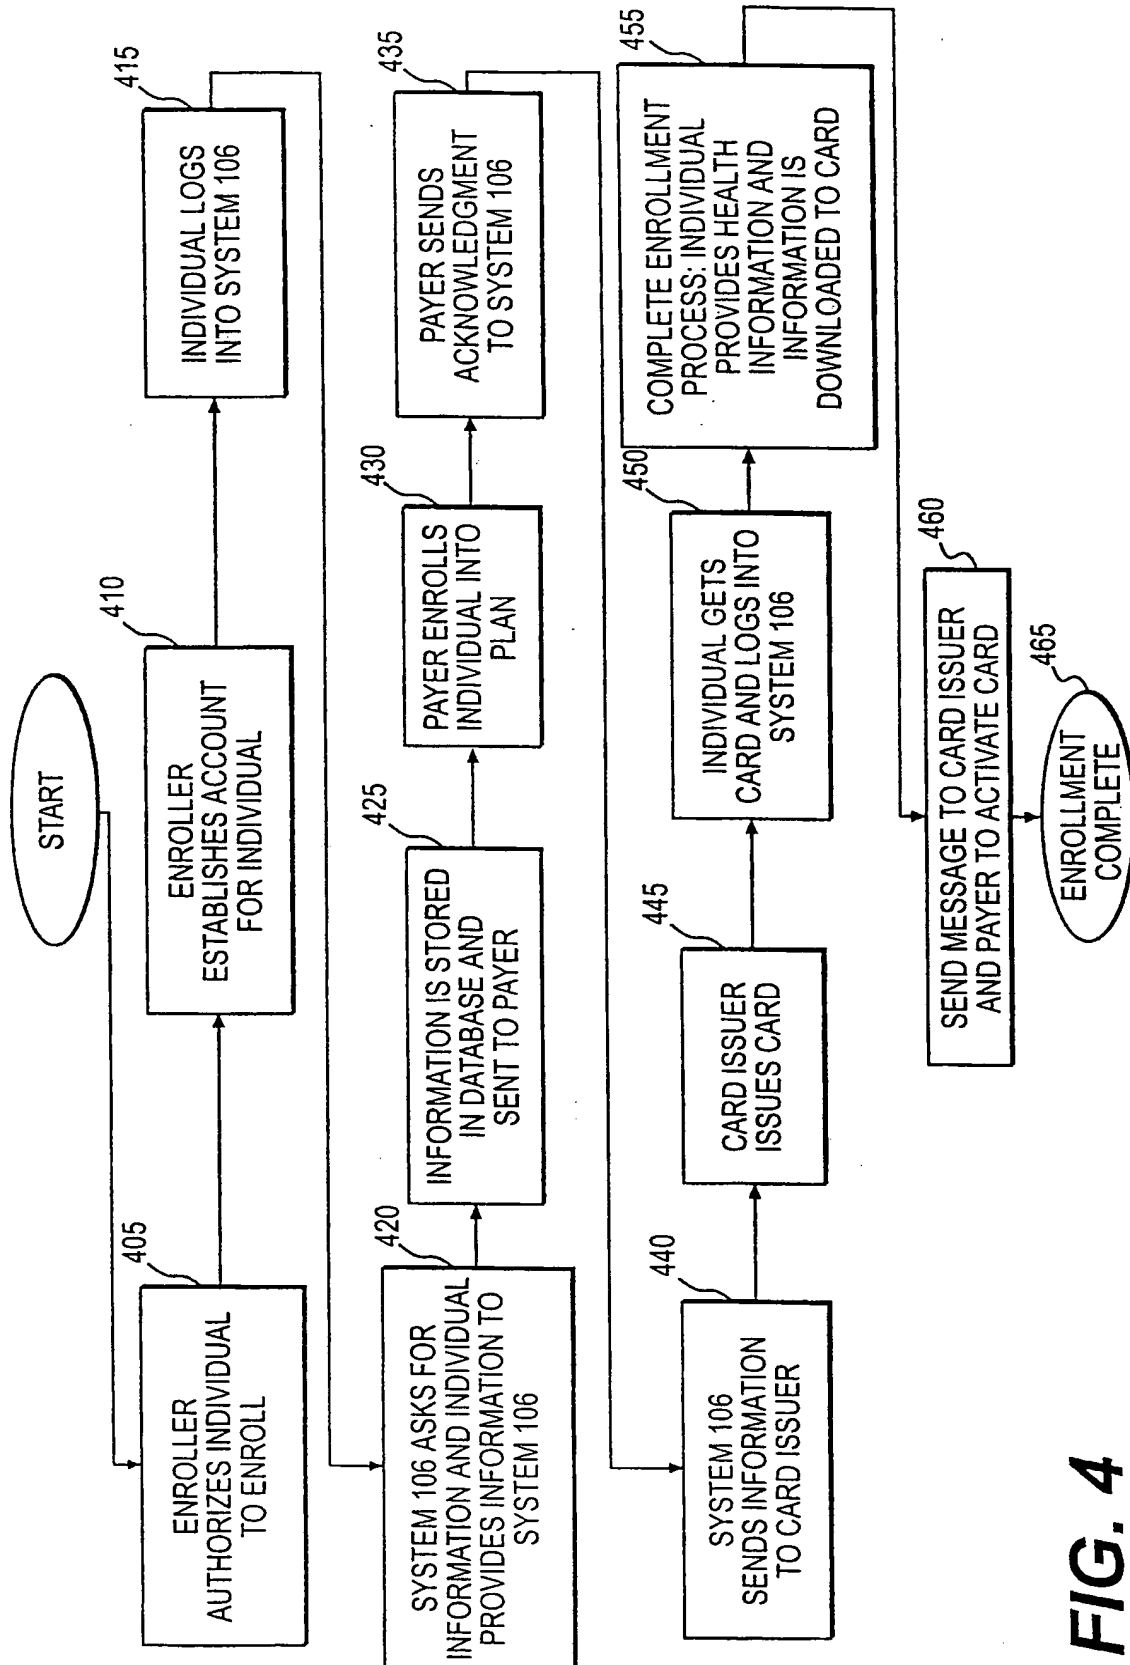 START
405
ENROLLER
AUTHORIZES INDIVIDUAL
TO ENROLL
410
ENROLLER
ESTABLISHES ACCOUNT
FOR INDIVIDUAL
415
INDIVIDUAL LOGS
INTO SYSTEM 106
420
SYSTEM 106 ASKS FOR
INFORMATION AND INDIVIDUAL
PROVIDES INFORMATION TO
SYSTEM 106
425
INFORMATION IS STORED
IN DATABASE AND
SENT TO PAYER
430
PAYER ENROLLS
INDIVIDUAL INTO
PLAN
435
PAYER SENDS
ACKNOWLEDGMENT
TO SYSTEM 106
440
SYSTEM 106
SENDS INFORMATION
TO CARD ISSUER
445
CARD ISSUER
ISSUES CARD
450
INDIVIDUAL GETS
CARD AND LOGS INTO
SYSTEM 106
455
COMPLETE ENROLLMENT
PROCESS: INDIVIDUAL
PROVIDES HEALTH
INFORMATION AND
INFORMATION IS
DOWNLOADED TO CARD
460
SEND MESSAGE TO CARD ISSUER
AND PAYER TO ACTIVATE CARD
465
ENROLLMENT
COMPLETE
FIG. 4